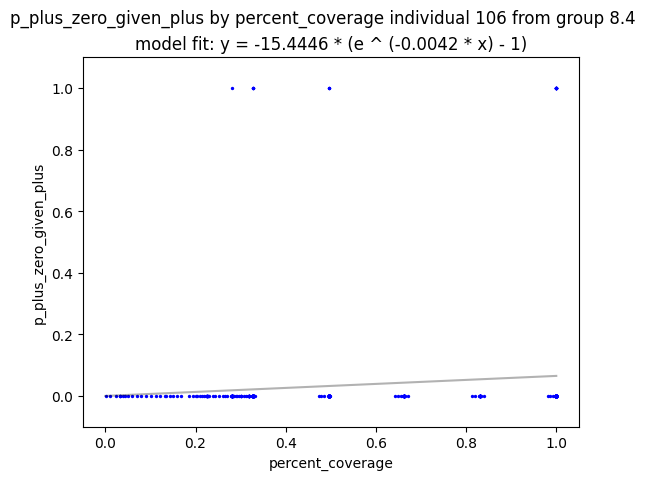 p_plus_zero_given_plus by percent_coverage individual 106 from group 8.4
model fit: y = -15.4446 * (e ^ (-0.0042 * x) - 1)
1.0
0.8
0.6
0.4
0.2
0.0
p_plus_zero_given_plus
0.0 0.2 0.4 0.6 0.8 1.0
percent_coverage